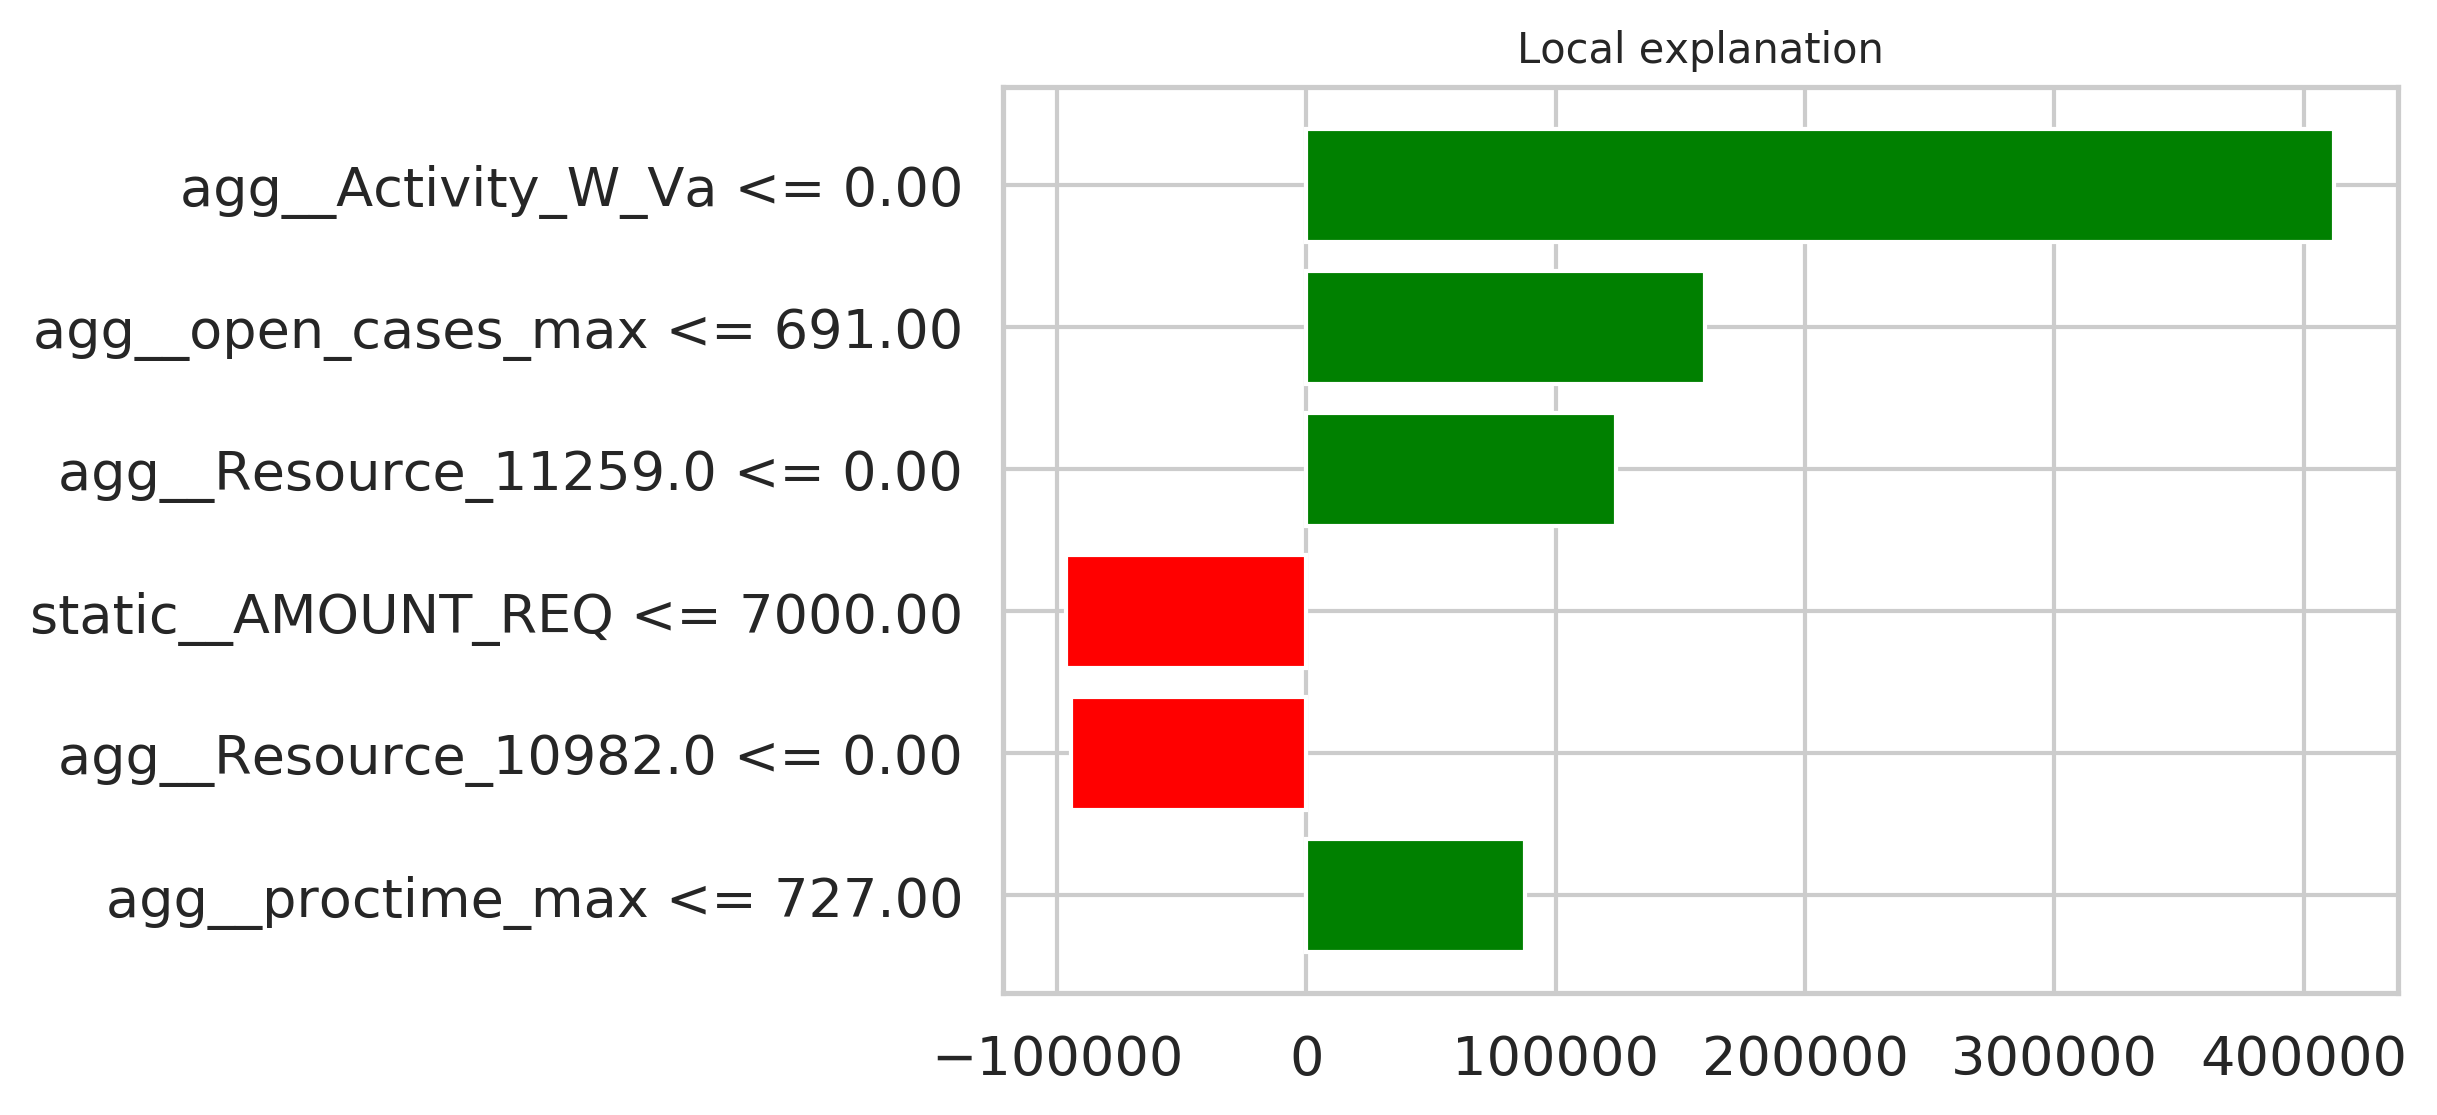 Local explanation
agg__Activity_W_Va <= 0.00
agg__open_cases_max <= 691.00
agg__Resource_11259.0 <= 0.00
static__AMOUNT_REQ <= 7000.00
agg__Resource_10982.0 <= 0.00
agg__proctime_max <= 727.00
−100000 0 100000 200000 300000 400000